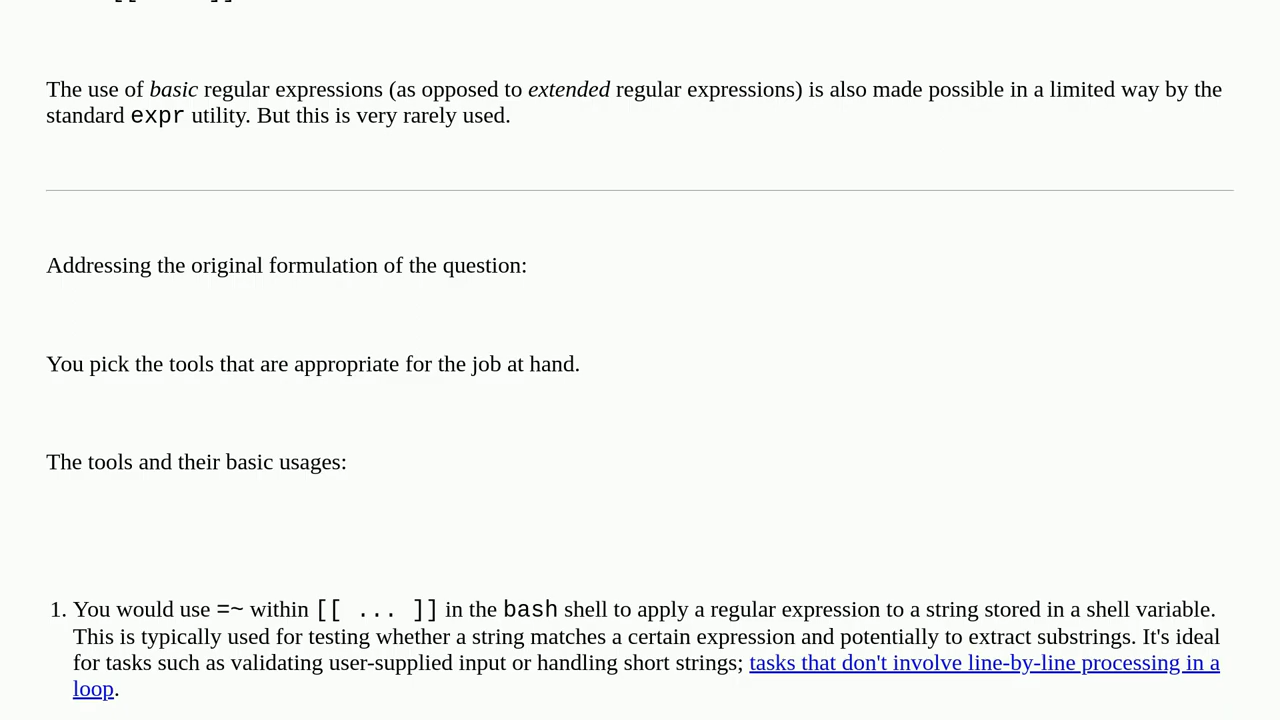 The use of basic regular expressions (as opposed to extended regular expressions) is also made possible in a limited way by the
standard expr utility. But this is very rarely used.
Addressing the original formulation of the question:
You pick the tools that are appropriate for the job at hand.
The tools and their basic usages:
1. You would use =~ within [[ ... ]] in the bash shell to apply a regular expression to a string stored in a shell variable.
This is typically used for testing whether a string matches a certain expression and potentially to extract substrings. It's ideal
for tasks such as validating user-supplied input or handling short strings; tasks that don't involve line-by-line processing in a
loop.